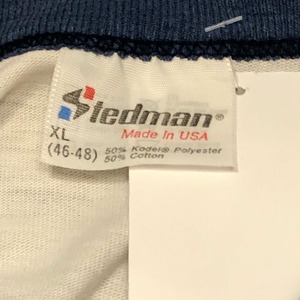 Stedman
XL
Made In USA
(46-48) 50% Kodel® Polyester
50% Cotton